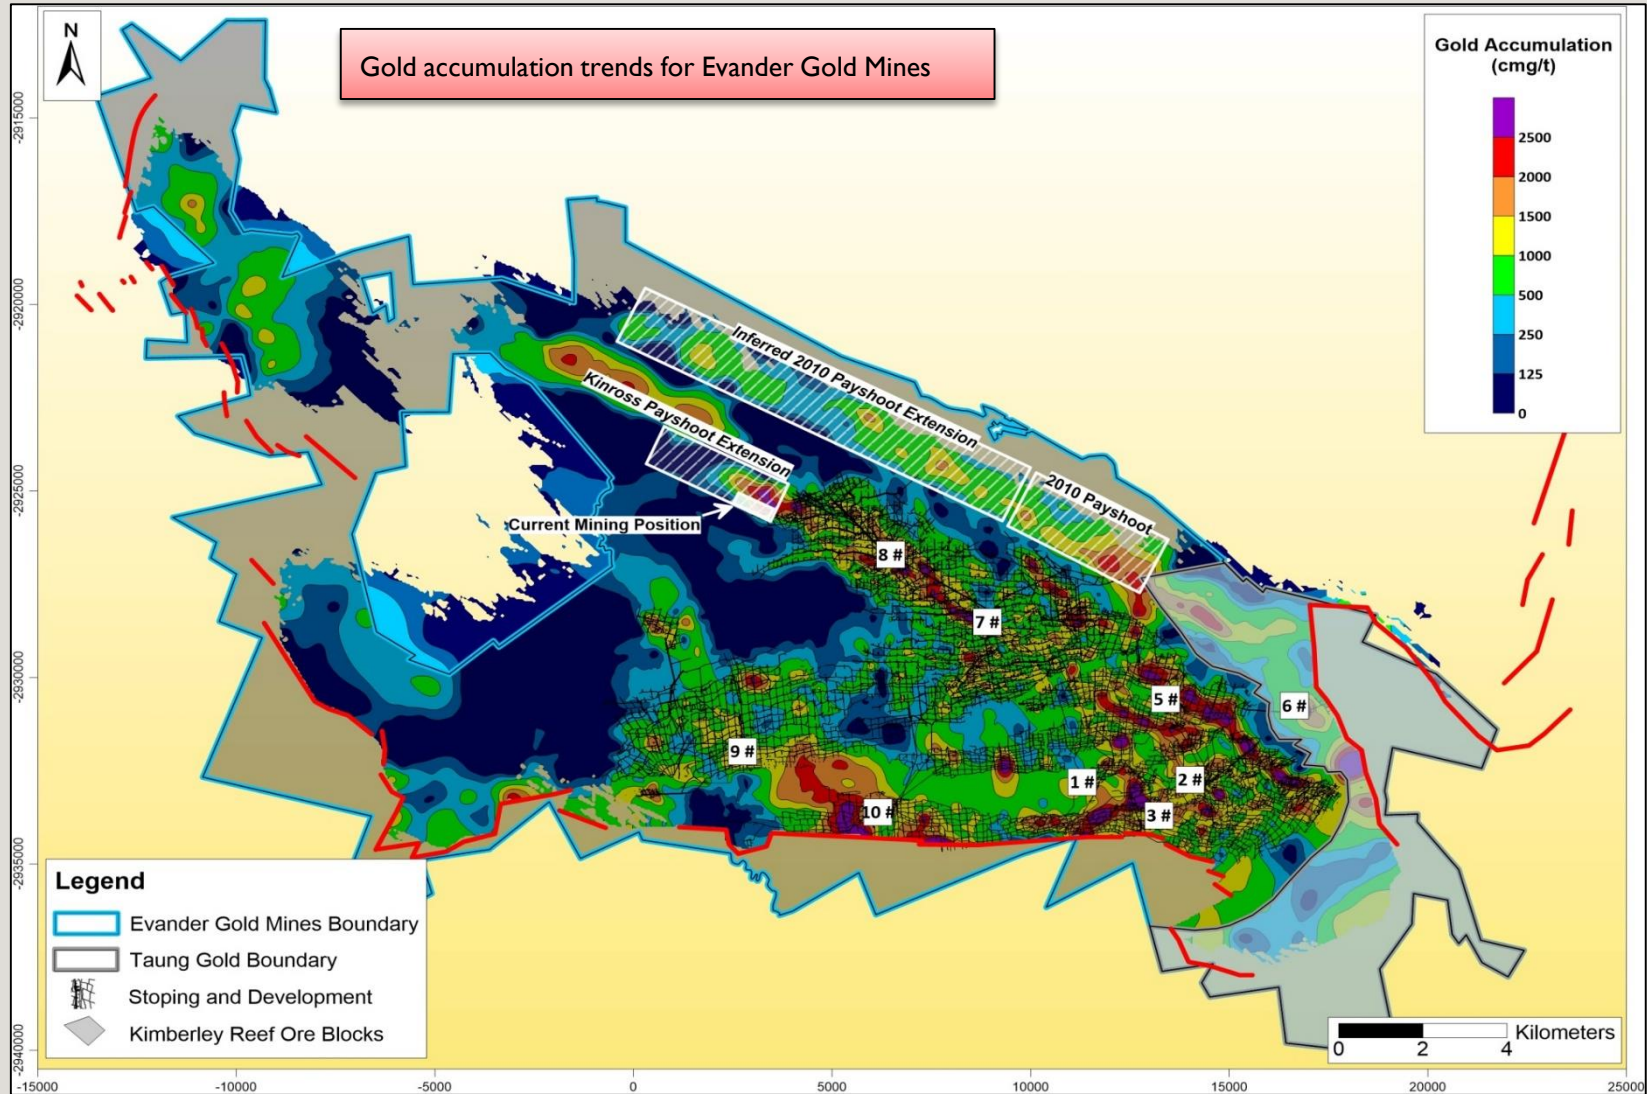 N
Gold accumulation trends for Evander Gold Mines
Gold Accumulation
(cmg/t)
2500
2000
1500
1000
500
250
125
0
-2915000
-2920000
-2925000
-2930000
-2935000
-2940000
Inferred 2010 Payshoot Extension
Kinross Payshoot Extension
2010 Payshoot
Current Mining Position
8 #
7 #
5 #
6 #
9 #
1 #
2 #
10 #
3 #
Legend
Evander Gold Mines Boundary
Taung Gold Boundary
Stoping and Development
Kimberley Reef Ore Blocks
Kilometers
0 2 4
-15000 -10000 -5000 0 5000 10000 15000 20000 25000